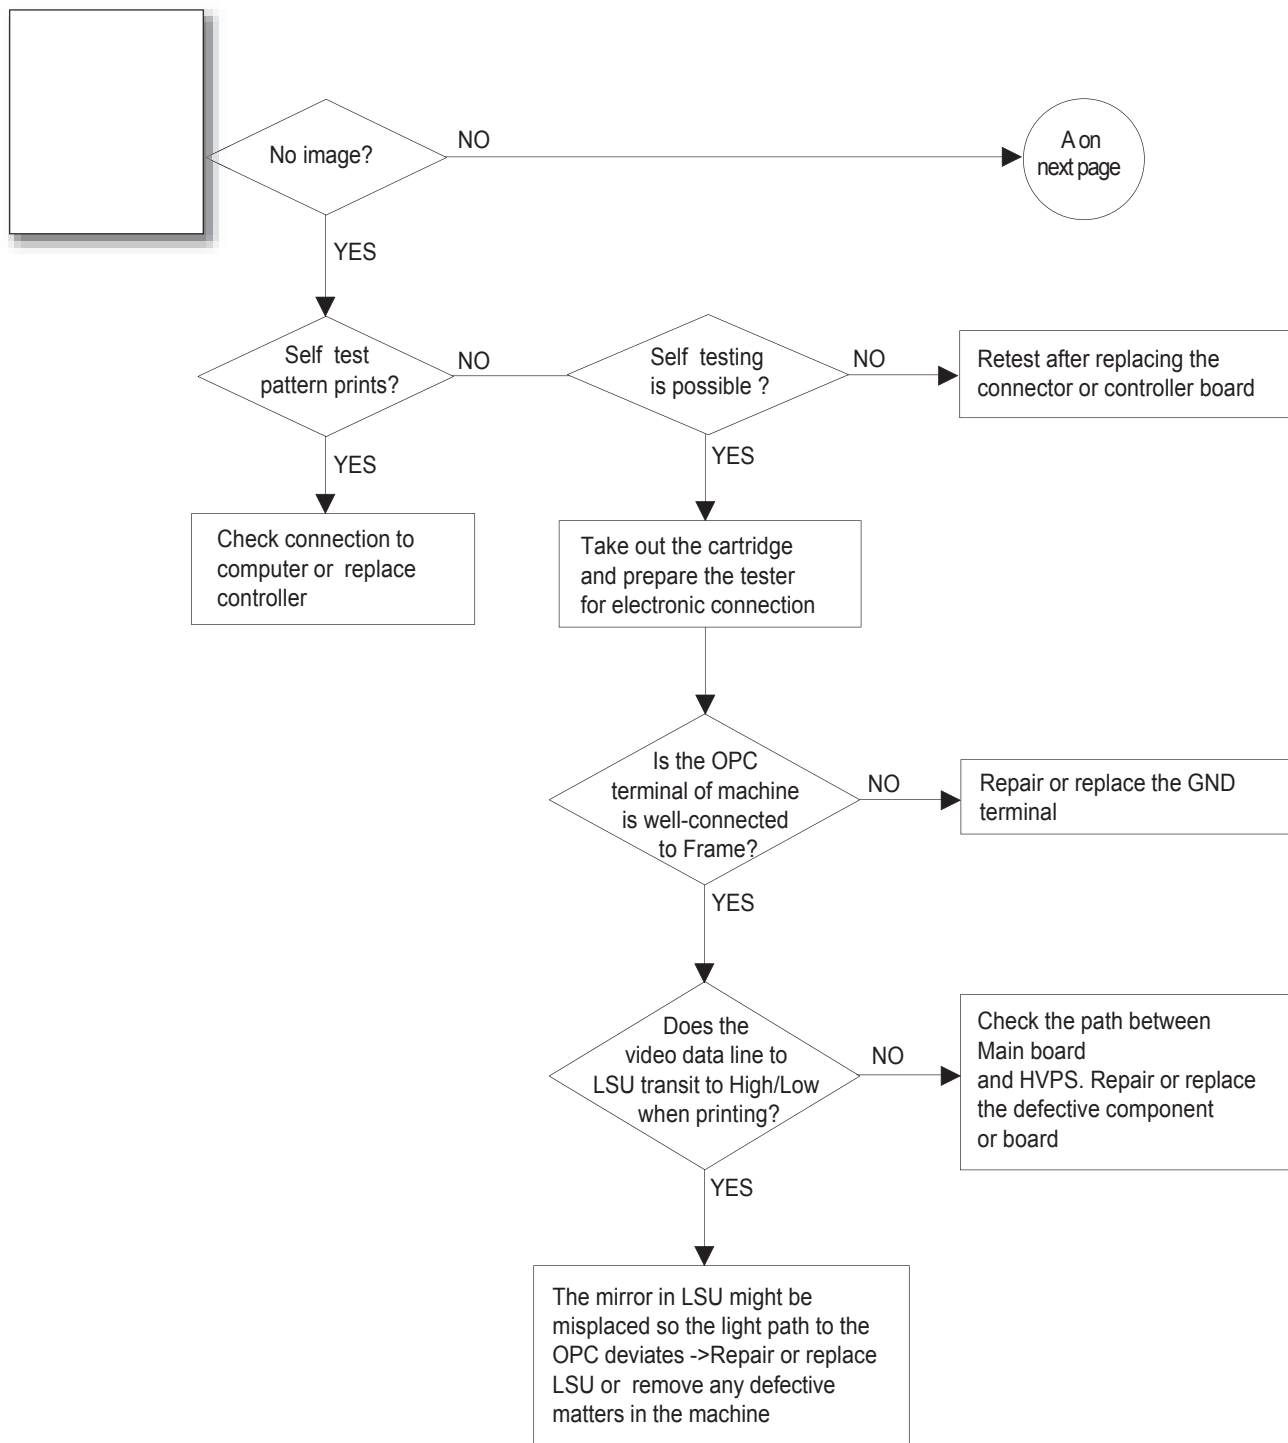 No image?
NO
A on
next page
YES
Self test
pattern prints?
NO
Self testing
is possible ?
NO
Retest after replacing the
connector or controller board
YES
YES
Check connection to
computer or replace
controller
Take out the cartridge
and prepare the tester
for electronic connection
Is the OPC
terminal of machine
is well-connected
to Frame?
NO
Repair or replace the GND
terminal
YES
Does the
video data line to
LSU transit to High/Low
when printing?
NO
Check the path between
Main board
and HVPS. Repair or replace
the defective component
or board
YES
The mirror in LSU might be
misplaced so the light path to the
OPC deviates ->Repair or replace
LSU or remove any defective
matters in the machine